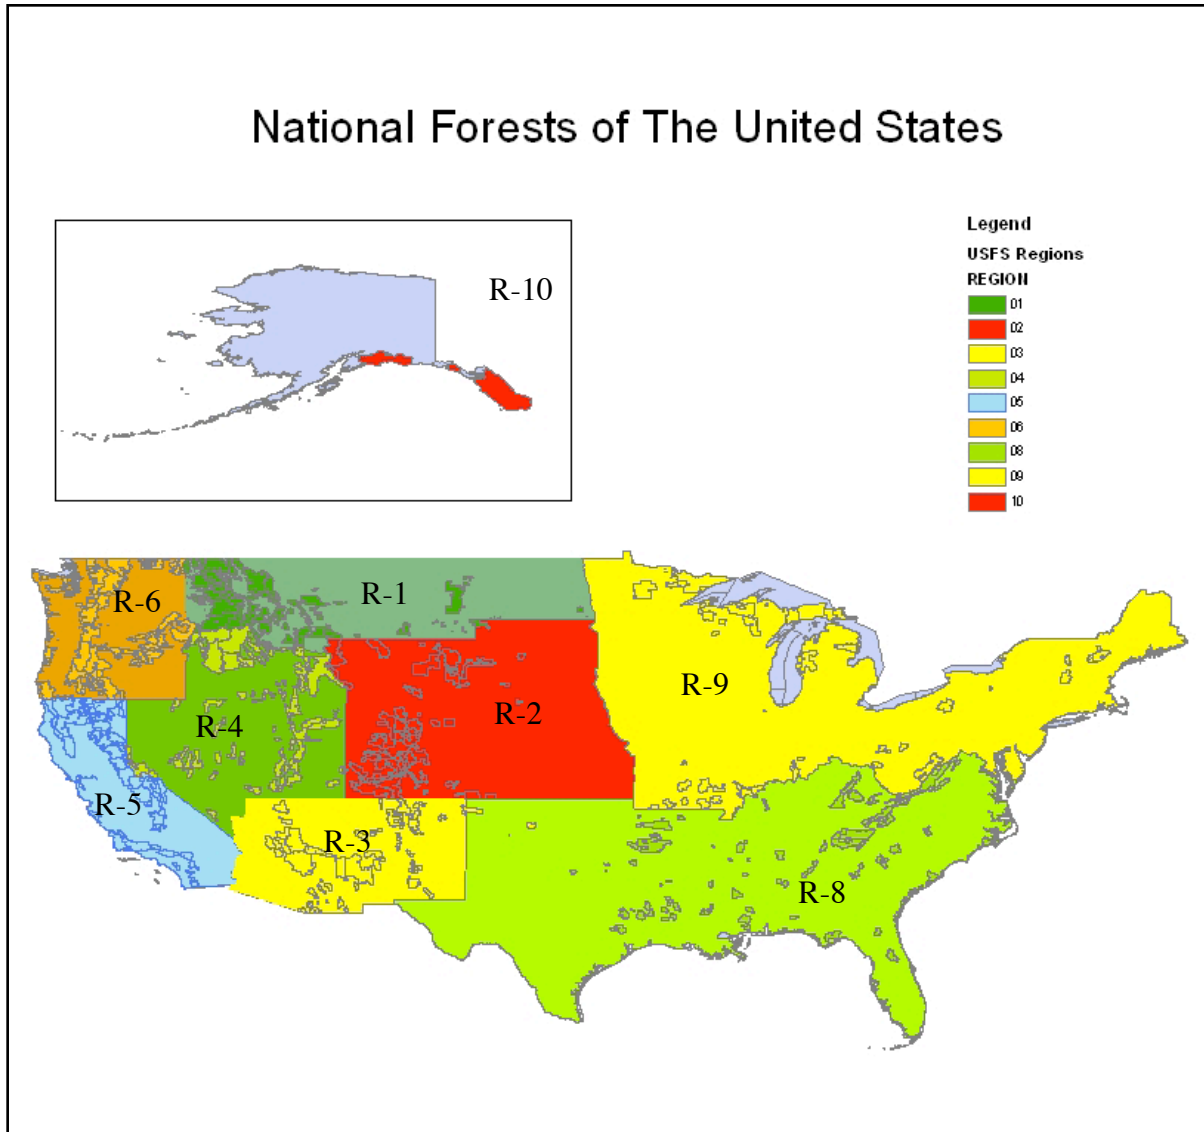 National Forests of The United States
R-10
Legend
USFS Regions
REGION
01
02
03
04
05
06
08
09
10
R-6
R-1
R-9
R-2
R-4
R-5
R-3
R-8